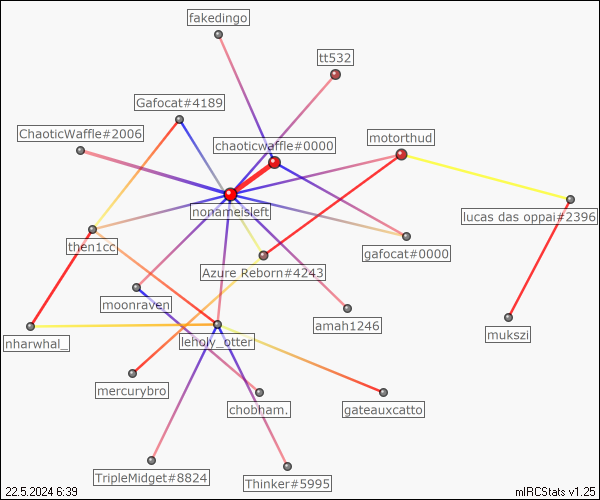 fakedingo
tt532
Gafocat#4189
ChaoticWaffle#2006
chaoticwaffle#0000
motorthud
nonameisleft
lucas das oppai#2396
then1cc
gafocat#0000
Azure Reborn#4243
moonraven
amah1246
nharwhal_
leholy_otter
mukszi
mercurybro
chobham.
gateauxcatto
TripleMidget#8824
Thinker#5995
22.5.2024 6:39
mIRCStats v1.25